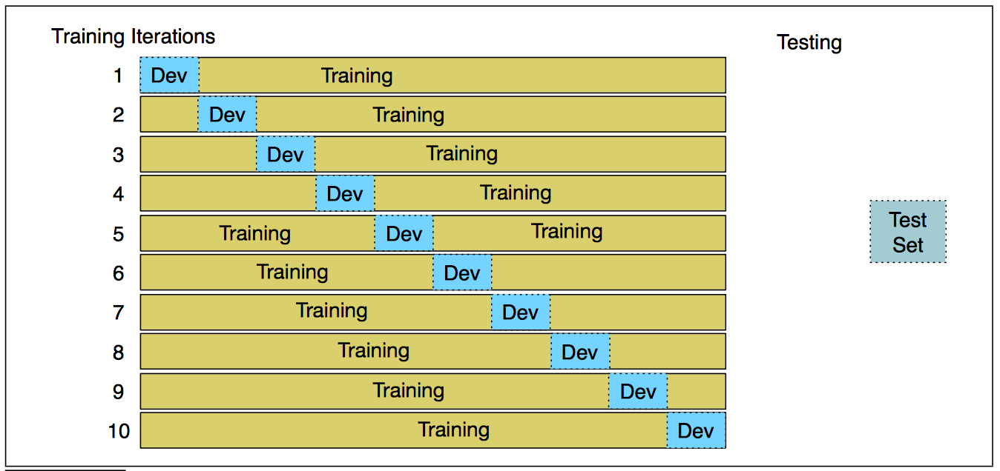 Training Iterations
Testing
1 Dev Training
2 Dev Training
3 Dev Training
4 Dev Training
5 Training Dev Training
6 Training Dev
7 Training Dev
8 Training Dev
9 Training Dev
10 Training Dev
Test
Set